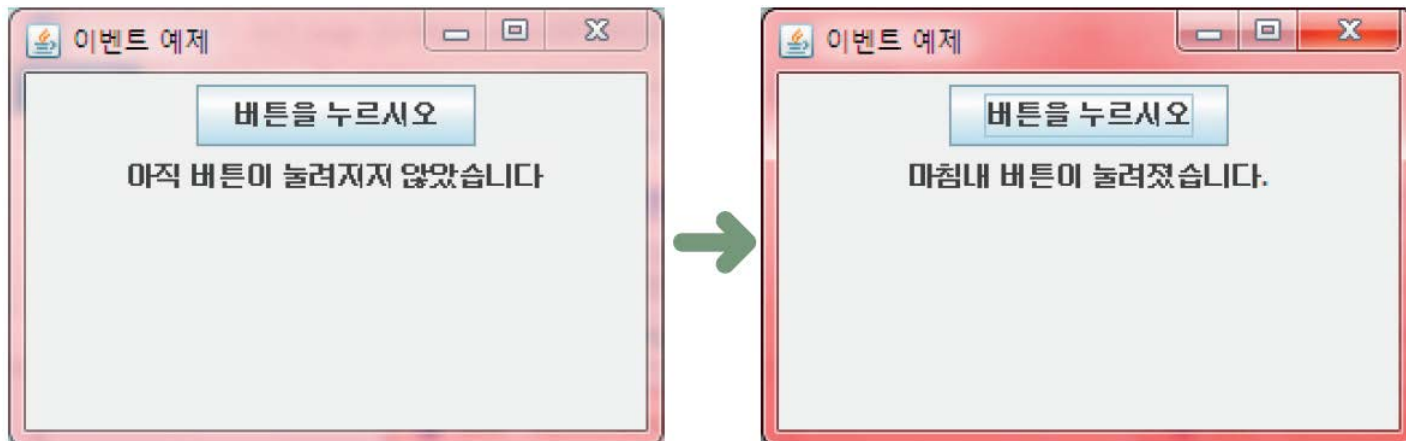 이벤트 예제
버튼을 누르시오
아직 버튼이 눌려지지 않았습니다
이벤트 예제
버튼을 누르시오
마침내 버튼이 눌려졌습니다.